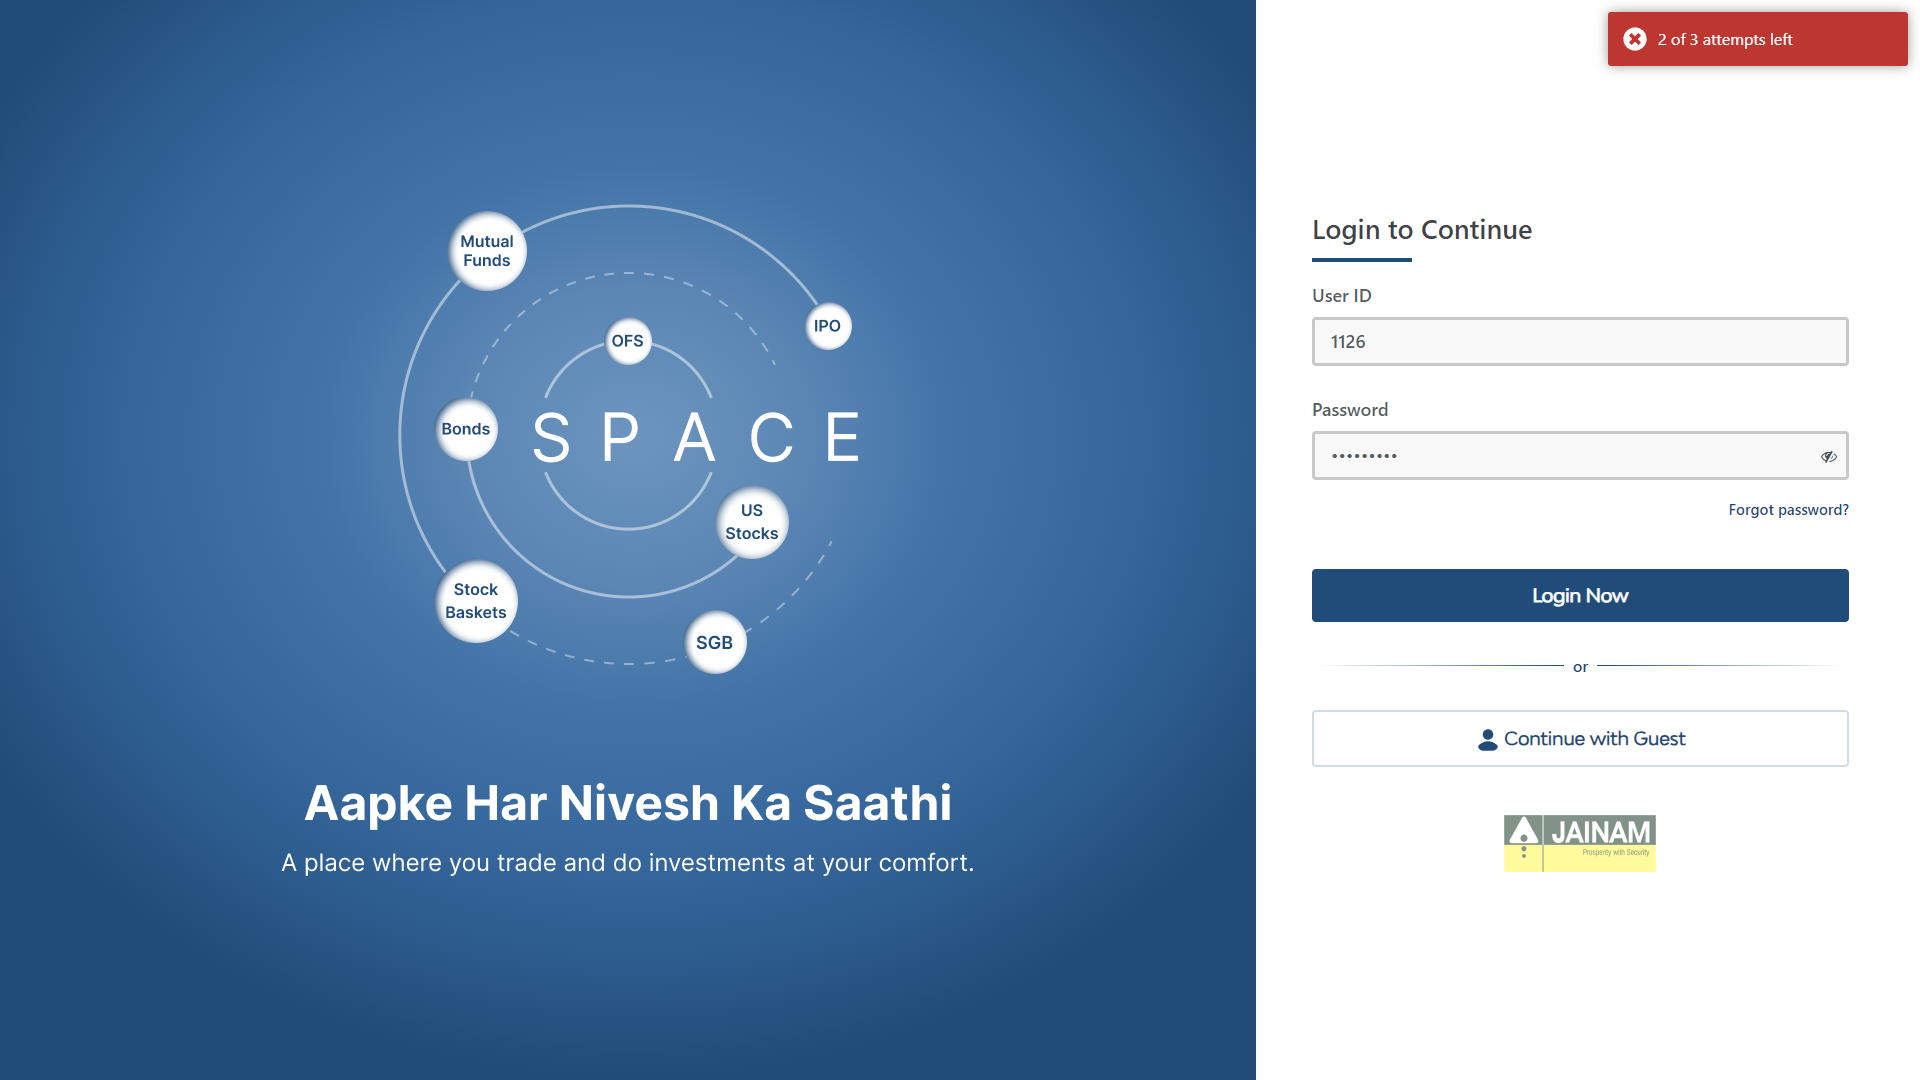 Mutual
Funds
IPO
OFS
Bonds
S P A C E
US
Stocks
Stock
Baskets
SGB
Aapke Har Nivesh Ka Saathi
A place where you trade and do investments at your comfort.
2 of 3 attempts left
Login to Continue
User ID
1126
Password
•••••••••
Forgot password?
Login Now
or
Continue with Guest
JAINAM
Prosperity with Security